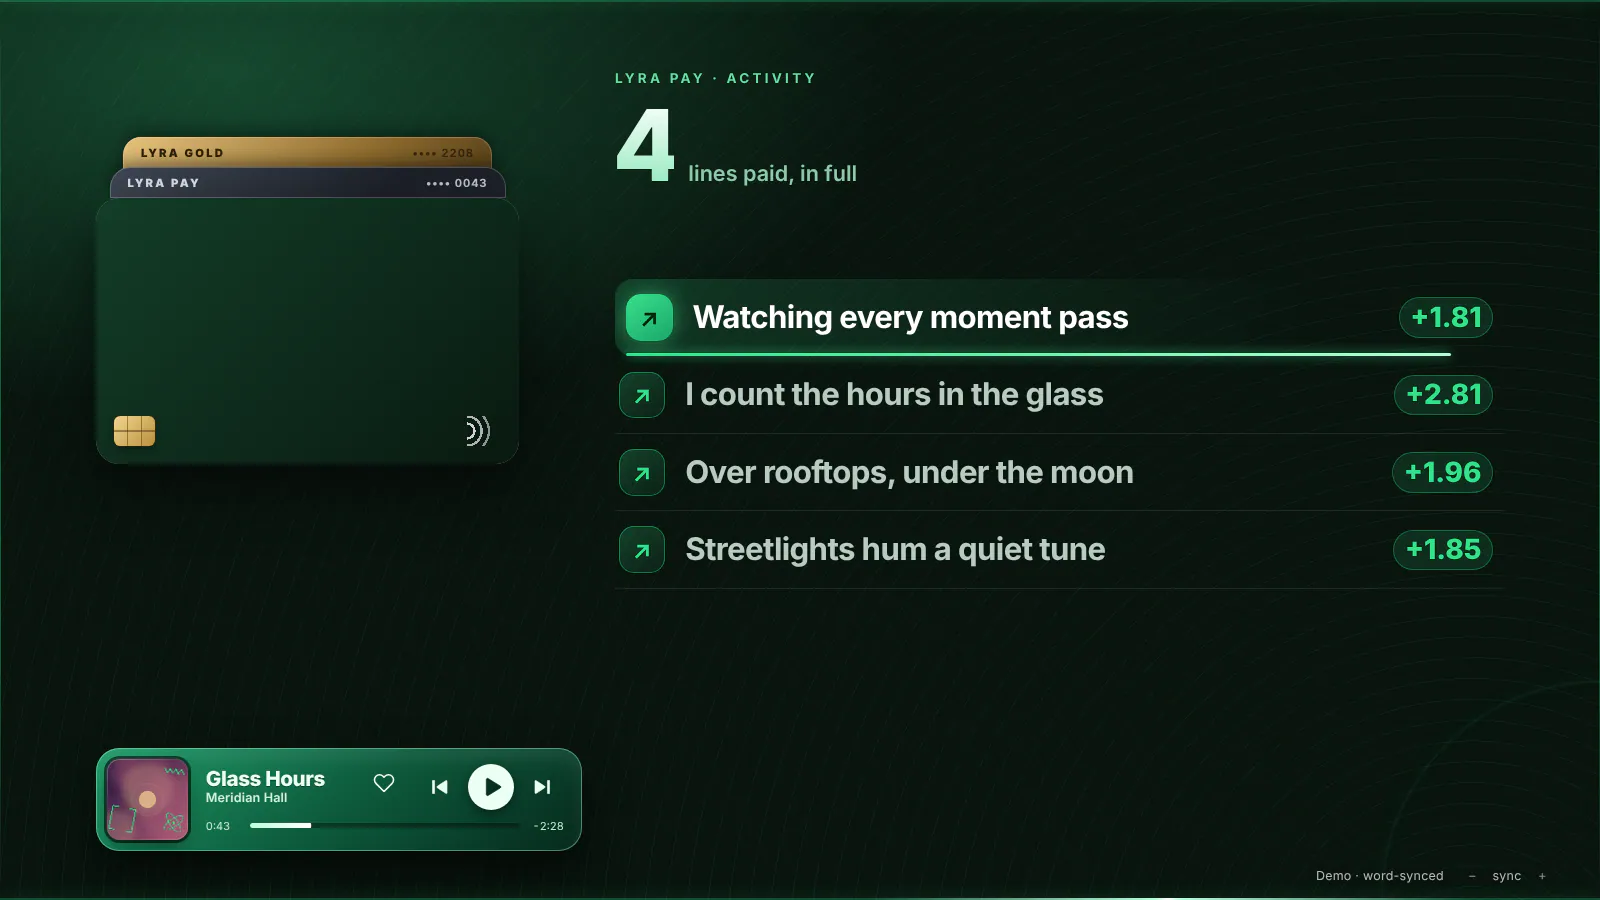 LYRA PAY · ACTIVITY
4 lines paid, in full
LYRA GOLD •••• 2208
LYRA PAY •••• 0043
Watching every moment pass +1.81
I count the hours in the glass +2.81
Over rooftops, under the moon +1.96
Streetlights hum a quiet tune +1.85
Glass Hours
Meridian Hall
0:43 -2:28
Demo · word-synced − sync +